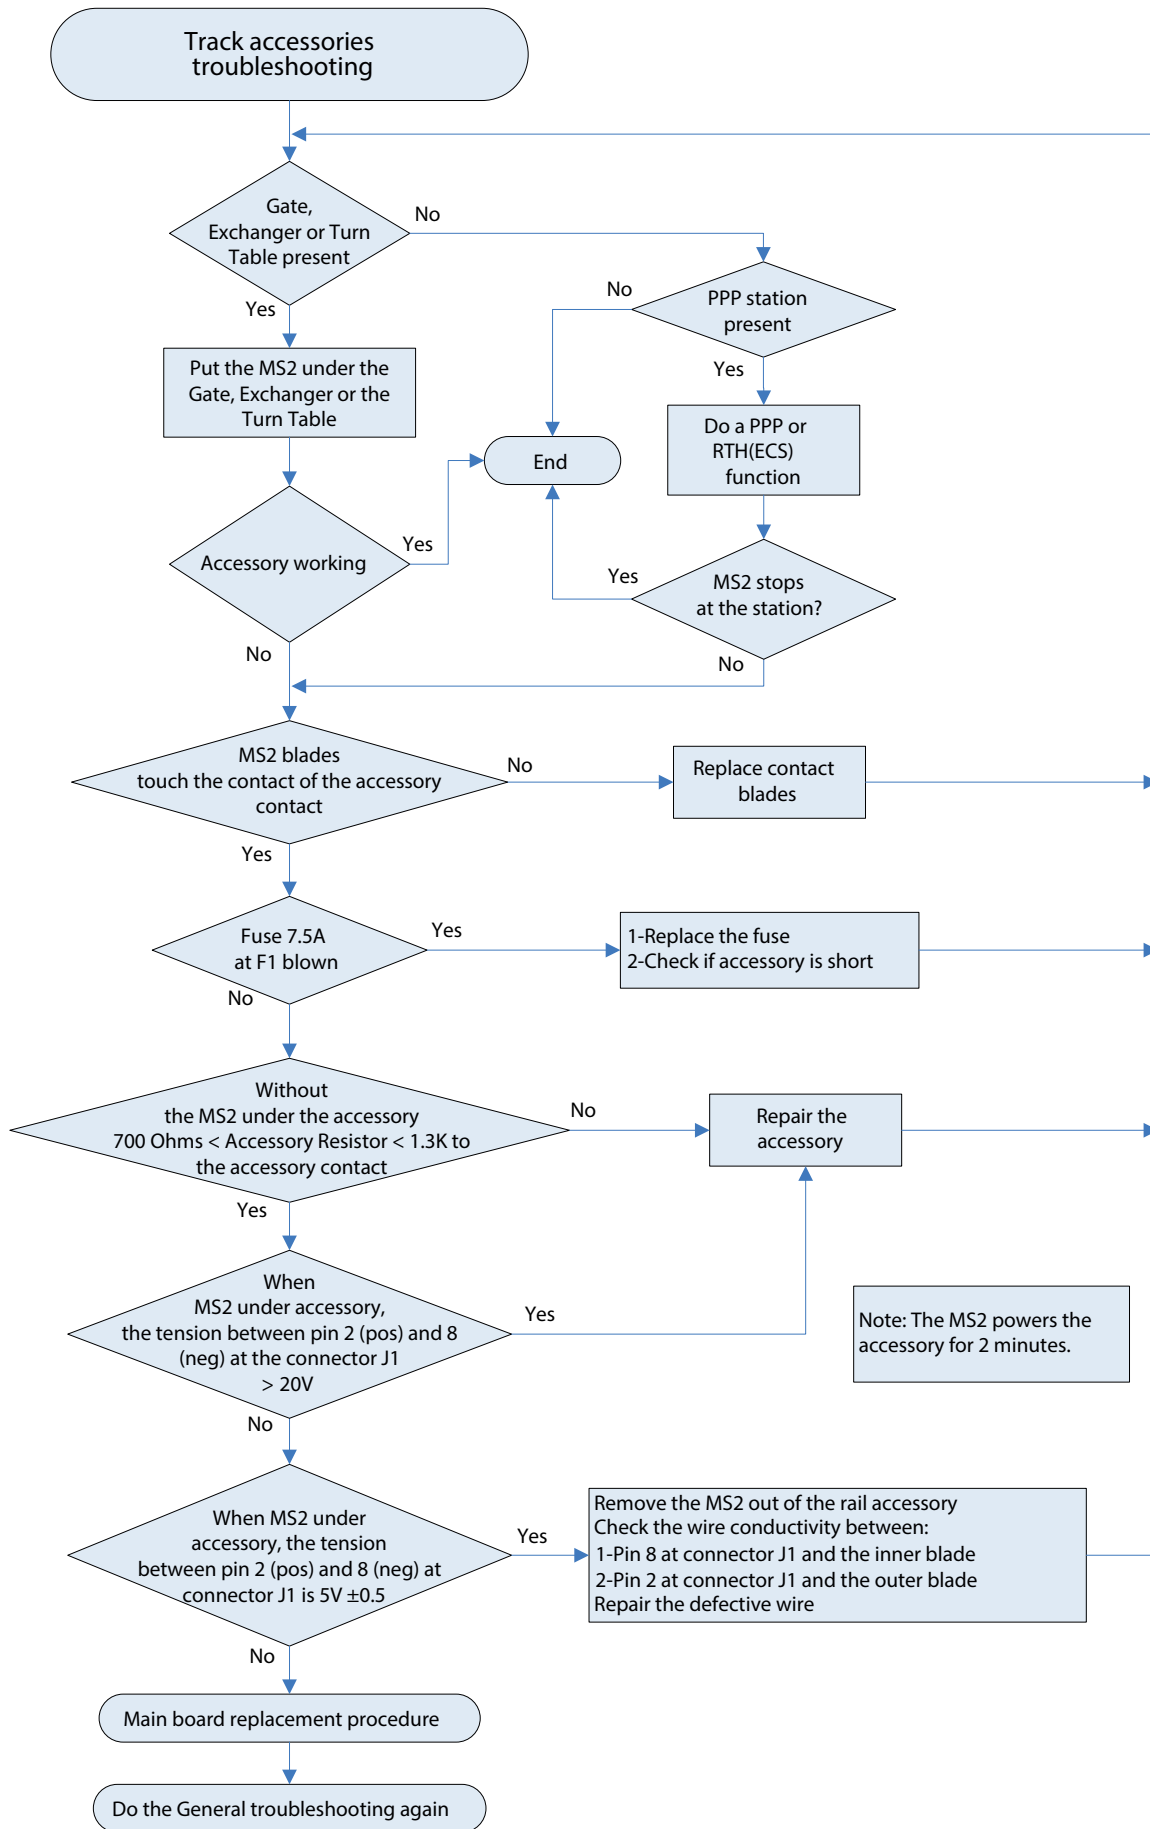 Track accessories
troubleshooting
Gate,
Exchanger or Turn
Table present
No
Yes
PPP station
present
No
Yes
Put the MS2 under the
Gate, Exchanger or the
Turn Table
Do a PPP or
RTH(ECS)
function
End
Accessory working
Yes
No
MS2 stops
at the station?
Yes
No
MS2 blades
touch the contact of the accessory
contact
No
Yes
Replace contact
blades
Fuse 7.5A
at F1 blown
Yes
No
1-Replace the fuse
2-Check if accessory is short
Without
the MS2 under the accessory
700 Ohms < Accessory Resistor < 1.3K to
the accessory contact
No
Yes
Repair the
accessory
When
MS2 under accessory,
the tension between pin 2 (pos) and 8
(neg) at the connector J1
> 20V
Yes
No
Note: The MS2 powers the
accessory for 2 minutes.
When MS2 under
accessory, the tension
between pin 2 (pos) and 8 (neg) at
connector J1 is 5V ±0.5
Yes
No
Remove the MS2 out of the rail accessory
Check the wire conductivity between:
1-Pin 8 at connector J1 and the inner blade
2-Pin 2 at connector J1 and the outer blade
Repair the defective wire
Main board replacement procedure
Do the General troubleshooting again